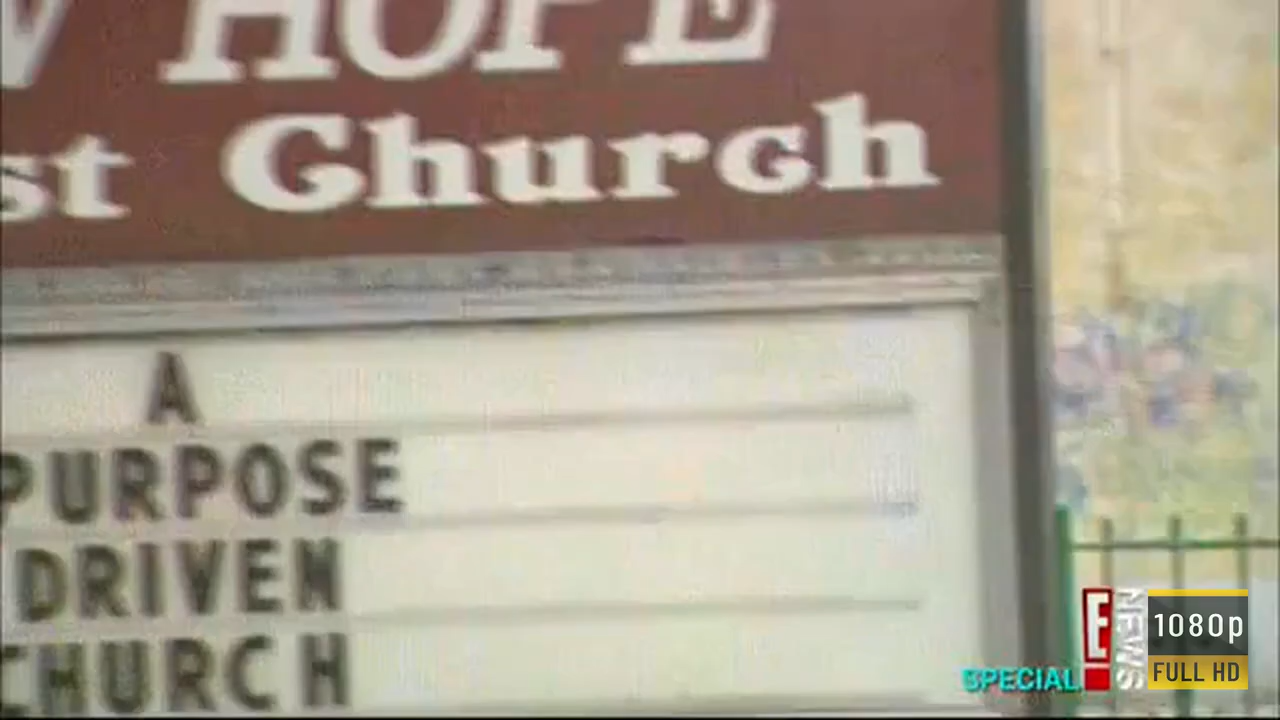 HOPE
st Church
A
PURPOSE
DRIVEN
CHURCH
SPECIAL
E!
NEWS
1080p
FULL HD